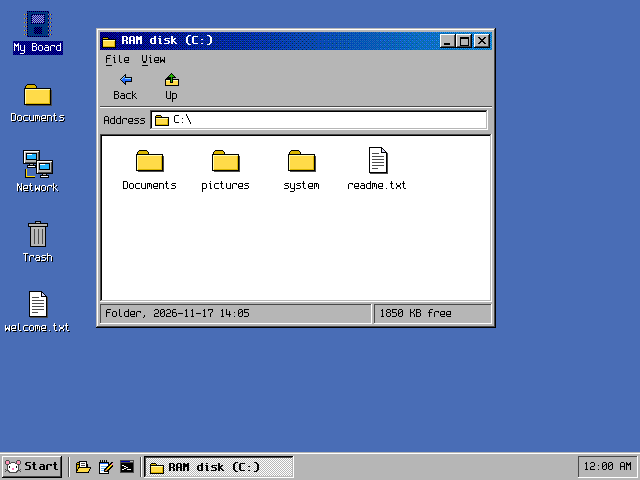 My Board
Documents
Network
Trash
welcome.txt
RAM disk (C:)
File View
Back Up
Address C:\
Documents pictures system readme.txt
Folder, 2026-11-17 14:05 1850 KB free
Start RAM disk (C:) 12:00 AM